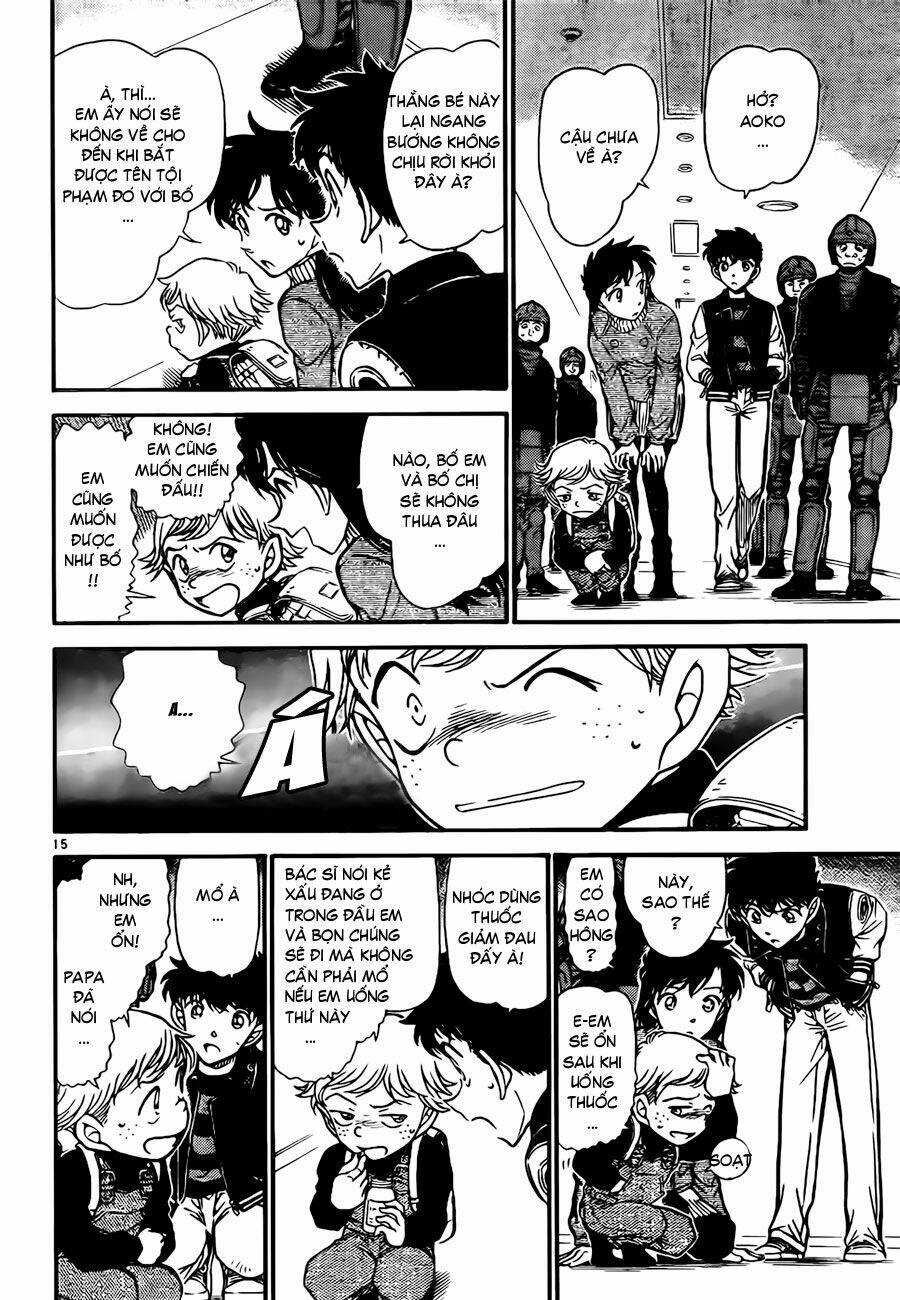 HỞ?
AOKO
...
CẬU CHƯA
VỀ À?
THẰNG BÉ NÀY
LẠI NGANG
BƯỚNG KHÔNG
CHỊU RỜI KHỎI
ĐÂY À?
À, THÌ...
EM ẤY NÓI SẼ
KHÔNG VỀ CHO
ĐẾN KHI BẮT
ĐƯỢC TÊN TỘI
PHẠM ĐÓ VỚI BỐ
...
NÀO, BỐ EM
VÀ BỐ CHỊ
SẼ KHÔNG
THUA ĐÂU
...
KHÔNG!
EM CŨNG
MUỐN CHIẾN
ĐẤU!!
EM
CŨNG
MUỐN
ĐƯỢC
NHƯ BỐ
!!
Á
A...
15
NÀY,
SAO THẾ
?
EM
CÓ
SAO
HÔNG
?
E-EM
SẼ ỔN
SAU KHI
UỐNG
THUỐC
SOẠT
NHÓC DÙNG
THUỐC
GIẢM ĐAU
ĐẤY À!
BÁC SĨ NÓI KẺ
XẤU ĐANG Ở
TRONG ĐẦU EM
VÀ BỌN CHÚNG
SẼ ĐI MÀ KHÔNG
CẦN PHẢI MỔ
NẾU EM UỐNG
THỨ NÀY
...
MỔ À
...
NH,
NHƯNG
EM
ỔN!
PAPA
ĐÃ
NÓI
...